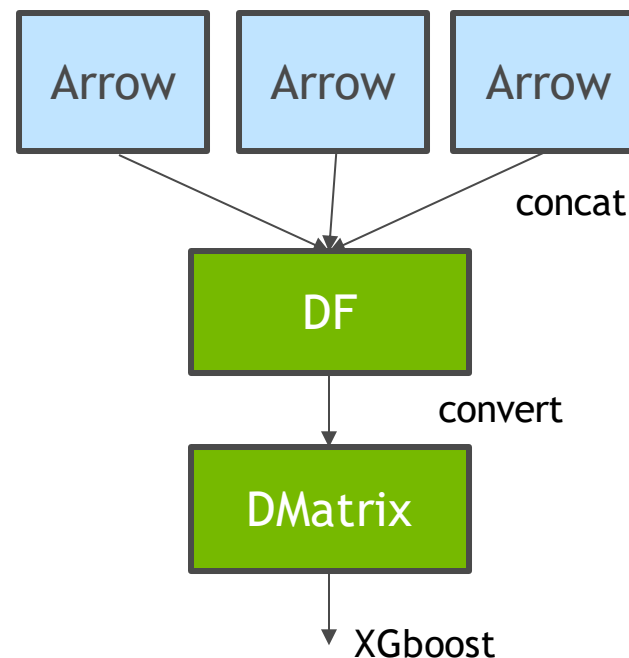 Arrow Arrow Arrow
concat
DF
convert
DMatrix
XGboost